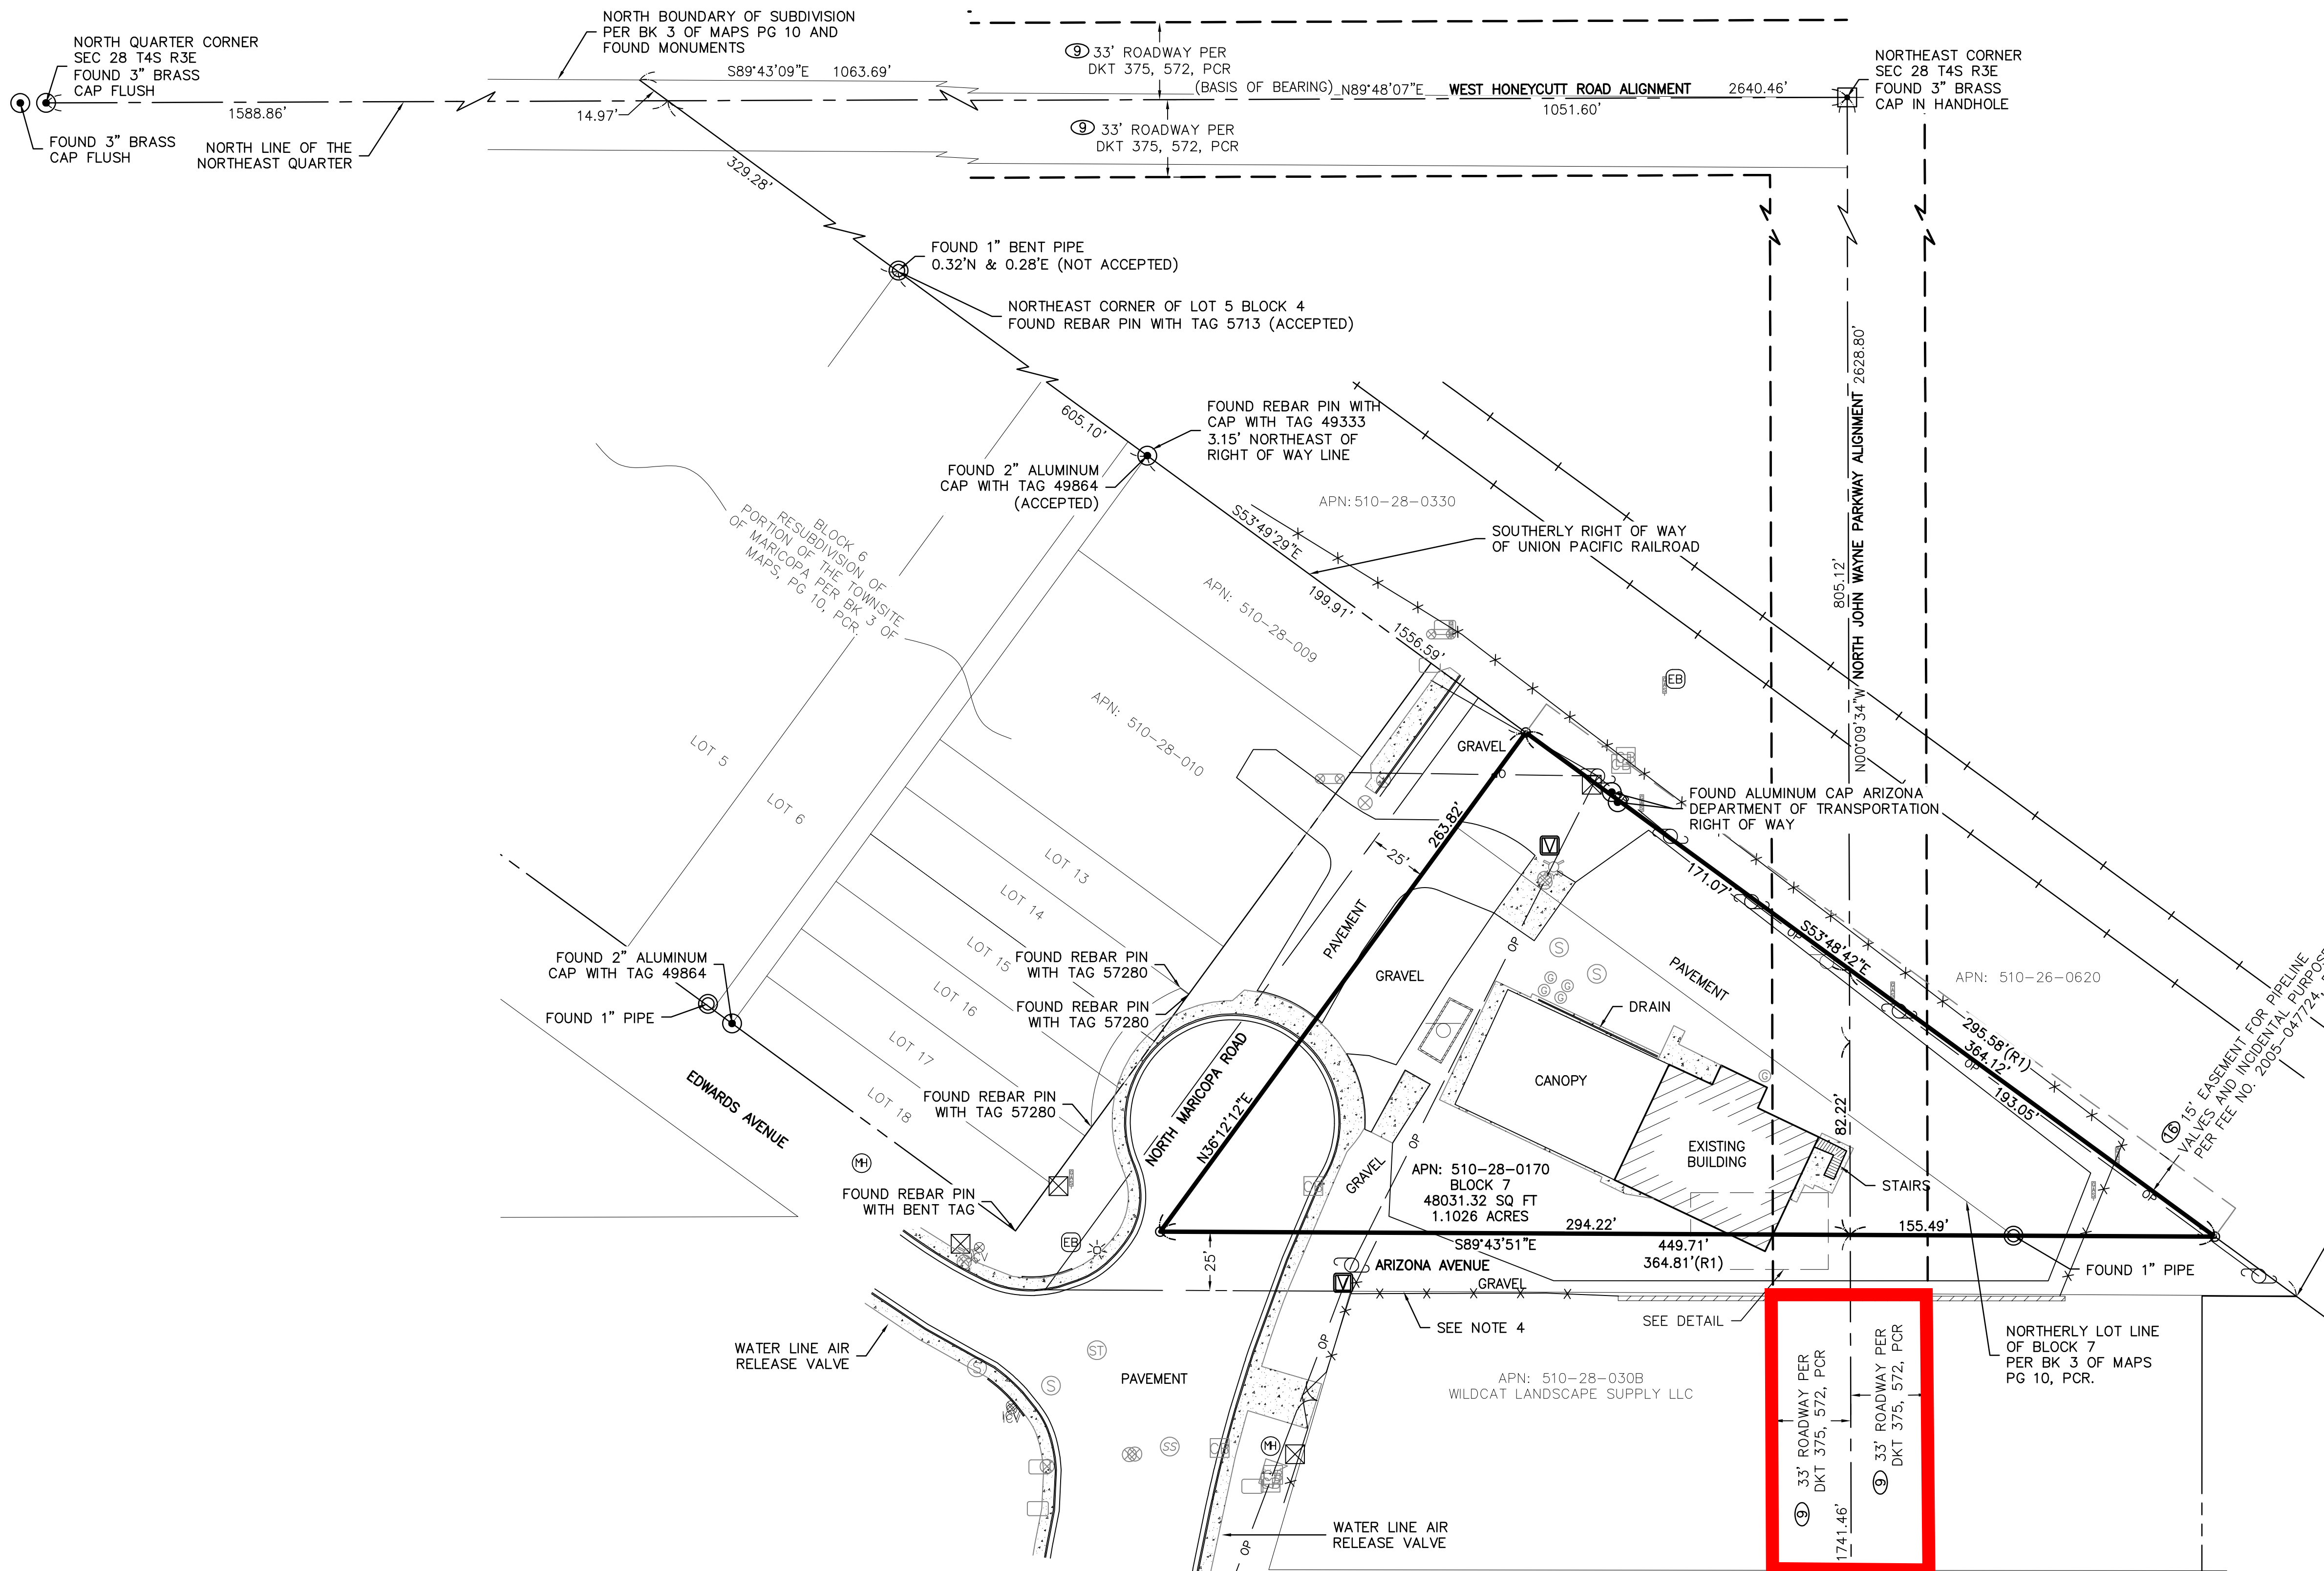 NORTH QUARTER CORNER
SEC 28 T4S R3E
FOUND 3" BRASS
CAP FLUSH
FOUND 3" BRASS
CAP FLUSH
1588.86'
NORTH LINE OF THE
NORTHEAST QUARTER
NORTH BOUNDARY OF SUBDIVISION
PER BK 3 OF MAPS PG 10 AND
FOUND MONUMENTS
S89°43'09"E 1063.69'
14.97'
329.28'
9 33' ROADWAY PER
DKT 375, 572, PCR
(BASIS OF BEARING) N89°48'07"E WEST HONEYCUTT ROAD ALIGNMENT 2640.46'
1051.60'
9 33' ROADWAY PER
DKT 375, 572, PCR
NORTHEAST CORNER
SEC 28 T4S R3E
FOUND 3" BRASS
CAP IN HANDHOLE
FOUND 1" BENT PIPE
0.32'N & 0.28'E (NOT ACCEPTED)
NORTHEAST CORNER OF LOT 5 BLOCK 4
FOUND REBAR PIN WITH TAG 5713 (ACCEPTED)
605.10'
FOUND REBAR PIN WITH
CAP WITH TAG 49333
3.15' NORTHEAST OF
RIGHT OF WAY LINE
FOUND 2" ALUMINUM
CAP WITH TAG 49864
(ACCEPTED)
APN:510-28-0330
S53°49'29"E
199.91'
1556.59'
SOUTHERLY RIGHT OF WAY
OF UNION PACIFIC RAILROAD
805.12'
N00°09'34"W NORTH JOHN WAYNE PARKWAY ALIGNMENT 2628.80'
BLOCK 6
RESUBDIVISION OF
PORTION OF THE TOWNSITE
OF MARICOPA PER BK 3 OF
MAPS, PG 10, PCR.
APN: 510-28-009
APN: 510-28-010
LOT 5
LOT 6
LOT 13
LOT 14
LOT 15
LOT 16
LOT 17
LOT 18
EB
GRAVEL
263.82'
25'
PAVEMENT
V
GRAVEL
OP
S
S
G
G
G
G
FOUND ALUMINUM CAP ARIZONA
DEPARTMENT OF TRANSPORTATION
RIGHT OF WAY
171.07'
S53°48'42"E
OP
PAVEMENT
APN: 510-26-0620
295.58'(R1)
364.12'
OP
193.05'
OP
16 15' EASEMENT FOR PIPELINE
VALVES AND INCIDENTAL
PER FEE NO. 2005-047724,
FOUND REBAR PIN
WITH TAG 57280
FOUND REBAR PIN
WITH TAG 57280
FOUND REBAR PIN
WITH TAG 57280
FOUND 2" ALUMINUM
CAP WITH TAG 49864
FOUND 1" PIPE
EDWARDS AVENUE
MH
FOUND REBAR PIN
WITH BENT TAG
EB
NORTH MARICOPA ROAD
N36°12'12"E
GRAVEL
OP
DRAIN
CANOPY
EXISTING
BUILDING
G
82.22'
STAIRS
APN: 510-28-0170
BLOCK 7
48031.32 SQ FT
1.1026 ACRES
294.22'
155.49'
S89°43'51"E
449.71'
364.81'(R1)
25'
ARIZONA AVENUE
GRAVEL
V
FOUND 1" PIPE
SEE NOTE 4
SEE DETAIL
NORTHERLY LOT LINE
OF BLOCK 7
PER BK 3 OF MAPS
PG 10, PCR.
WATER LINE AIR
RELEASE VALVE
S
S
ST
SS
ICV
PAVEMENT
MH
OP
APN: 510-28-030B
WILDCAT LANDSCAPE SUPPLY LLC
WATER LINE AIR
RELEASE VALVE
OP
9 33' ROADWAY PER
DKT 375, 572, PCR
1741.46'
9 33' ROADWAY PER
DKT 375, 572, PCR